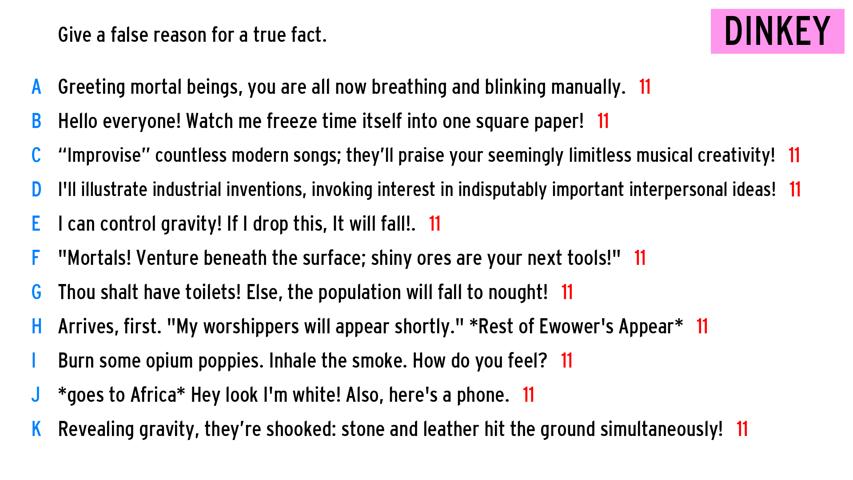 Give a false reason for a true fact.
DINKEY
A Greeting mortal beings, you are all now breathing and blinking manually. 11
B Hello everyone! Watch me freeze time itself into one square paper! 11
C “Improvise” countless modern songs; they’ll praise your seemingly limitless musical creativity! 11
D I'll illustrate industrial inventions, invoking interest in indisputably important interpersonal ideas! 11
E I can control gravity! If I drop this, It will fall!. 11
F "Mortals! Venture beneath the surface; shiny ores are your next tools!" 11
G Thou shalt have toilets! Else, the population will fall to nought! 11
H Arrives, first. "My worshippers will appear shortly." *Rest of Ewower's Appear* 11
I Burn some opium poppies. Inhale the smoke. How do you feel? 11
J *goes to Africa* Hey look I'm white! Also, here's a phone. 11
K Revealing gravity, they’re shooked: stone and leather hit the ground simultaneously! 11